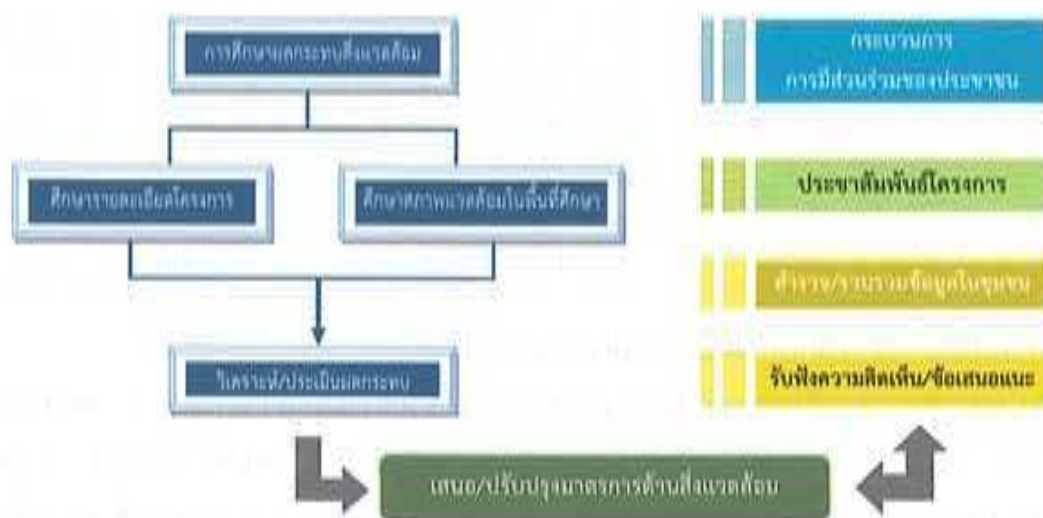 การศึกษาผลกระทบสิ่งแวดล้อม
ศึกษารายละเอียดโครงการ
ศึกษาสภาพแวดล้อมในพื้นที่ศึกษา
วิเคราะห์/ประเมินผลกระทบ
กระบวนการ
การมีส่วนร่วมของประชาชน
ประชาสัมพันธ์โครงการ
สำรวจ/รวบรวมข้อมูลในชุมชน
รับฟังความคิดเห็น/ข้อเสนอแนะ
เสนอ/ปรับปรุงมาตรการด้านสิ่งแวดล้อม